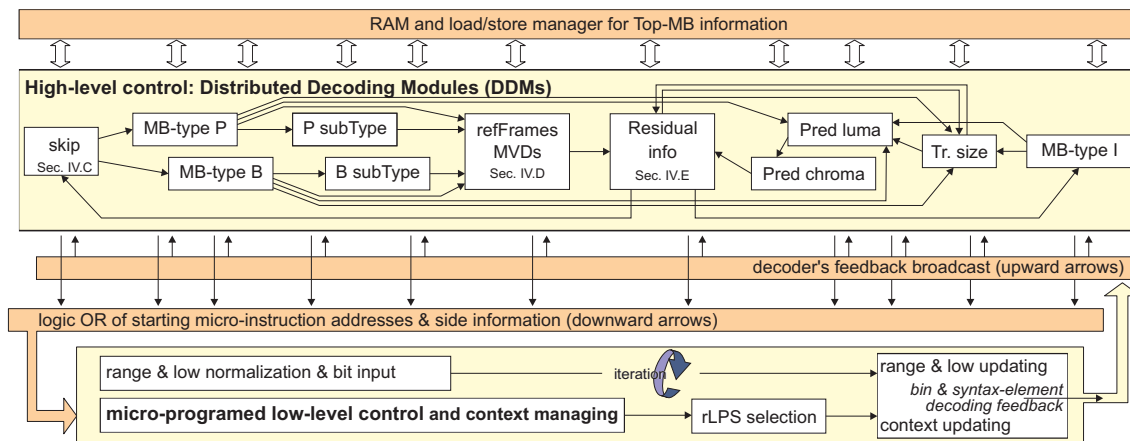 RAM and load/store manager for Top-MB information
High-level control: Distributed Decoding Modules (DDMs)
skip
Sec. IV.C
MB-type P
P subType
MB-type B
B subType
refFrames
MVDs
Sec. IV.D
Residual
info
Sec. IV.E
Pred luma
Pred chroma
Tr. size
MB-type I
decoder's feedback broadcast (upward arrows)
logic OR of starting micro-instruction addresses & side information (downward arrows)
range & low normalization & bit input
iteration
micro-programed low-level control and context managing
rLPS selection
range & low updating
bin & syntax-element
decoding feedback
context updating